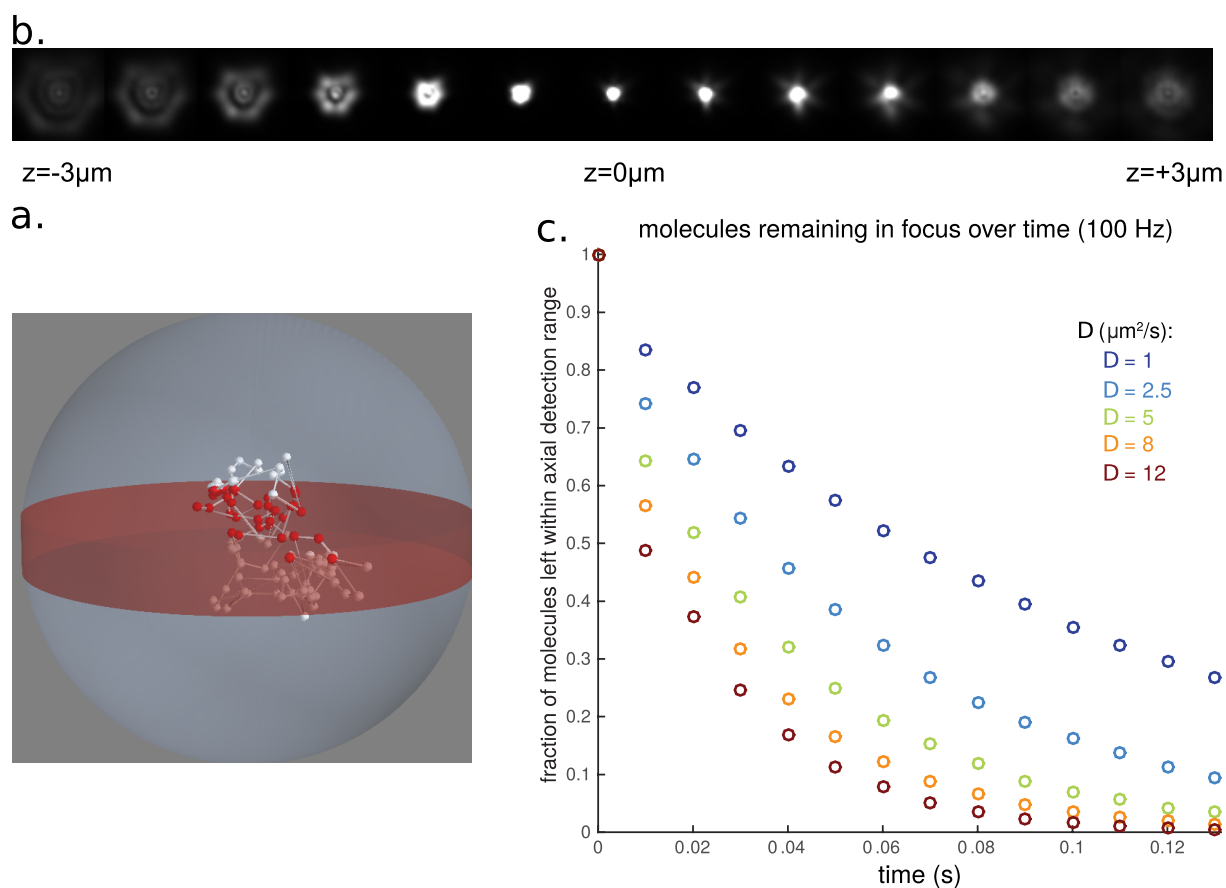 b.
z=-3µm
z=0µm
z=+3µm
a.
c.
molecules remaining in focus over time (100 Hz)
fraction of molecules left within axial detection range
1
0.9
0.8
0.7
0.6
0.5
0.4
0.3
0.2
0.1
0
D (µm²/s):
D = 1
D = 2.5
D = 5
D = 8
D = 12
0
0.02
0.04
0.06
0.08
0.1
0.12
time (s)